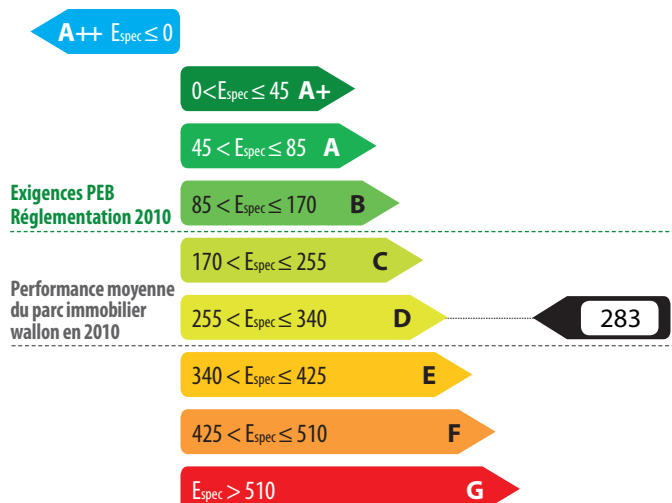 A++ Espec ≤ 0
0<Espec ≤ 45 A+
45 < Espec ≤ 85 A
Exigences PEB
Réglementation 2010
85 < Espec ≤ 170 B
170 < Espec ≤ 255 C
Performance moyenne
du parc immobilier
wallon en 2010
255 < Espec ≤ 340 D
283
340 < Espec ≤ 425 E
425 < Espec ≤ 510 F
Espec > 510 G